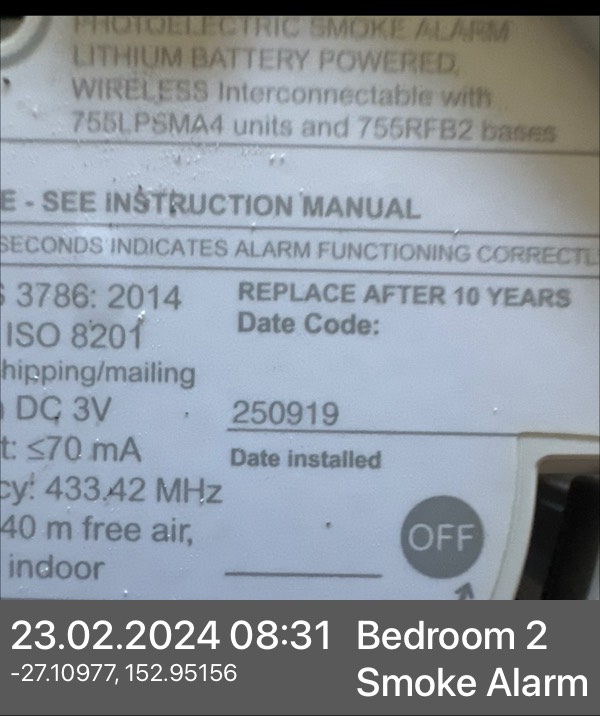 PHOTOELECTRIC SMOKE ALARM
LITHIUM BATTERY POWERED,
WIRELESS Interconnectable with
755LPSMA4 units and 755RFB2 bases
E - SEE INSTRUCTION MANUAL
SECONDS INDICATES ALARM FUNCTIONING CORRECTL
S 3786: 2014
ISO 8201
hipping/mailing
DC 3V
t: ≤70 mA
cy: 433.42 MHz
40 m free air,
indoor
REPLACE AFTER 10 YEARS
Date Code:
250919
Date installed
OFF
23.02.2024 08:31
-27.10977, 152.95156
Bedroom 2
Smoke Alarm